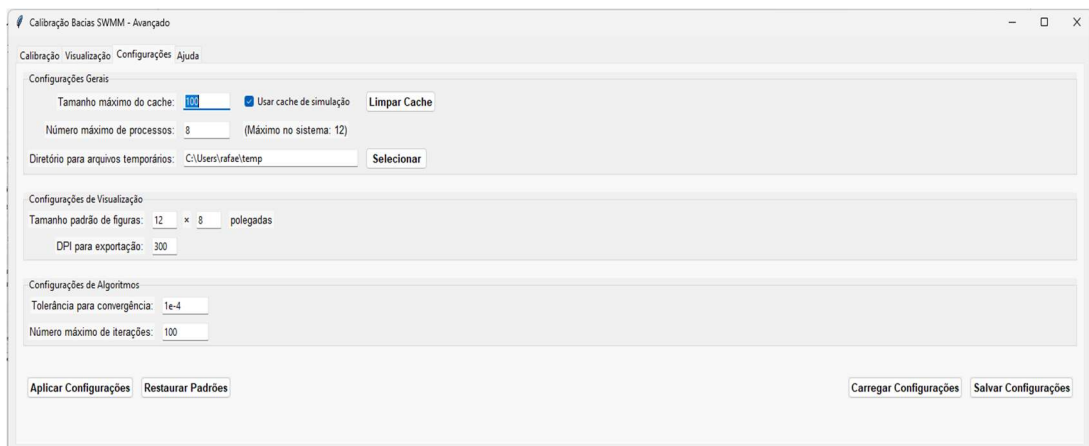 Calibração Bacias SWMM - Avançado
Calibração Visualização Configurações Ajuda
Configurações Gerais
Tamanho máximo do cache: 100 Usar cache de simulação Limpar Cache
Número máximo de processos: 8 (Máximo no sistema: 12)
Diretório para arquivos temporários: C:\Users\rafae\temp Selecionar
Configurações de Visualização
Tamanho padrão de figuras: 12 × 8 polegadas
DPI para exportação: 300
Configurações de Algoritmos
Tolerância para convergência: 1e-4
Número máximo de iterações: 100
Aplicar Configurações Restaurar Padrões Carregar Configurações Salvar Configurações